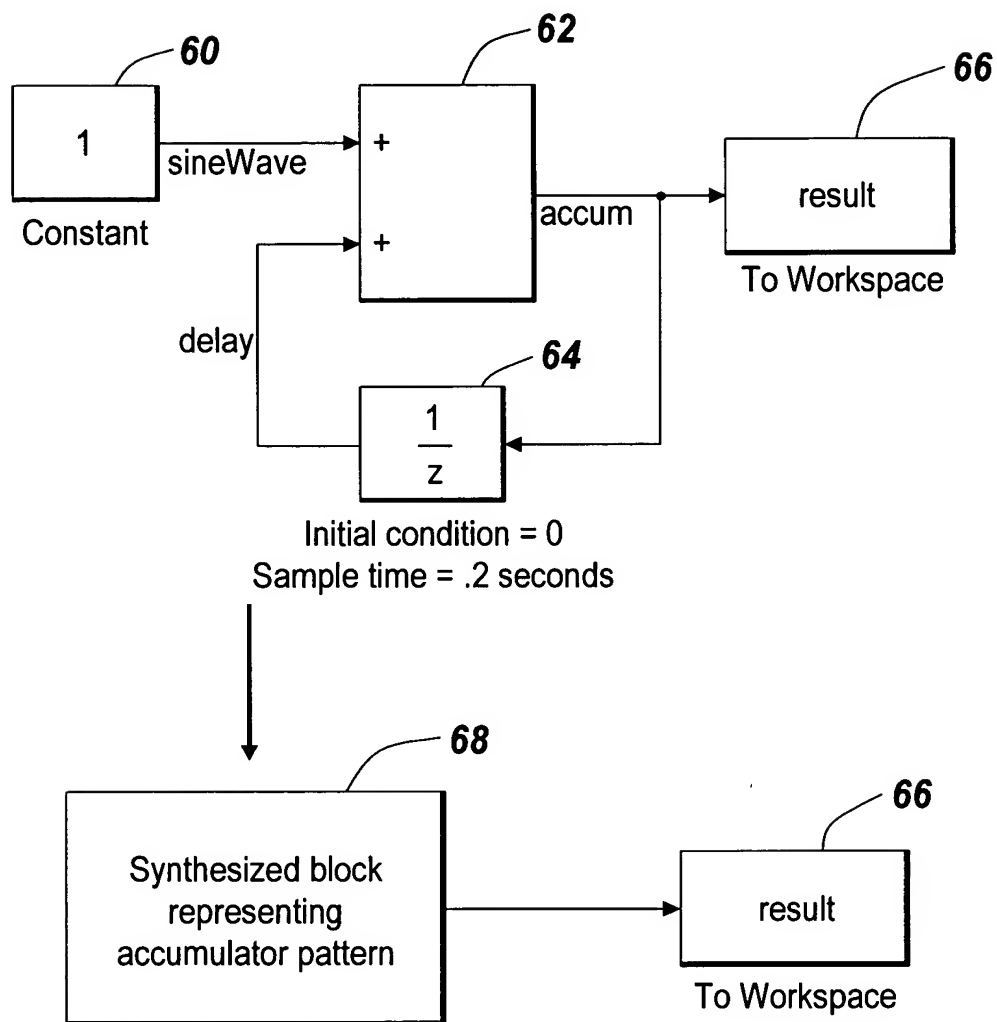 60
62
66
1
+
sineWave
Constant
+
accum
result
To Workspace
delay
64
1
z
Initial condition = 0
Sample time = .2 seconds
68
66
Synthesized block
representing
accumulator pattern
result
To Workspace